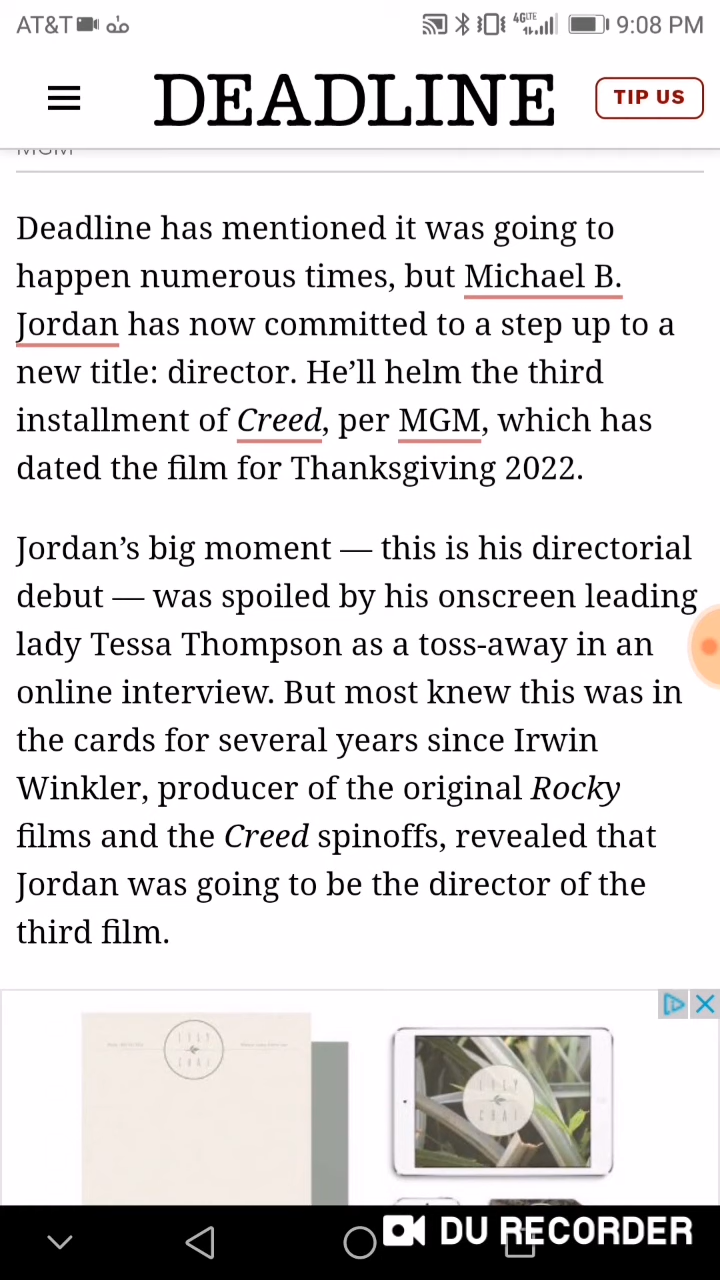 AT&T 4G LTE 9:08 PM
DEADLINE TIP US
MGM
Deadline has mentioned it was going to
happen numerous times, but Michael B.
Jordan has now committed to a step up to a
new title: director. He’ll helm the third
installment of Creed, per MGM, which has
dated the film for Thanksgiving 2022.
Jordan’s big moment — this is his directorial
debut — was spoiled by his onscreen leading
lady Tessa Thompson as a toss-away in an
online interview. But most knew this was in
the cards for several years since Irwin
Winkler, producer of the original Rocky
films and the Creed spinoffs, revealed that
Jordan was going to be the director of the
third film.
DU RECORDER